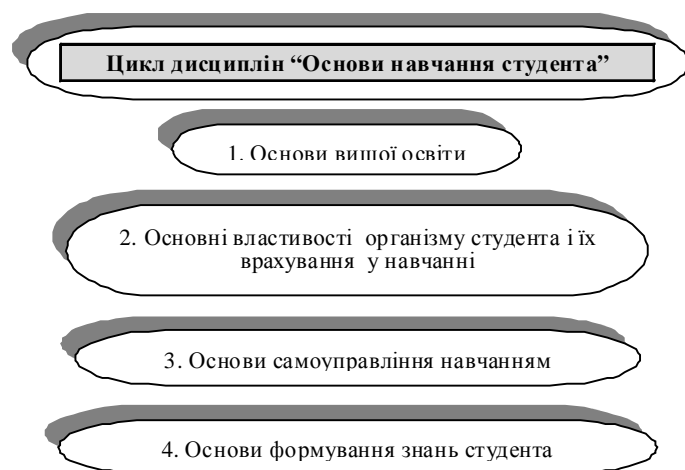 Цикл дисциплін “Основи навчання студента”
1. Основи вищої освіти
2. Основні властивості організму студента і їх
врахування у навчанні
3. Основи самоуправління навчанням
4. Основи формування знань студента